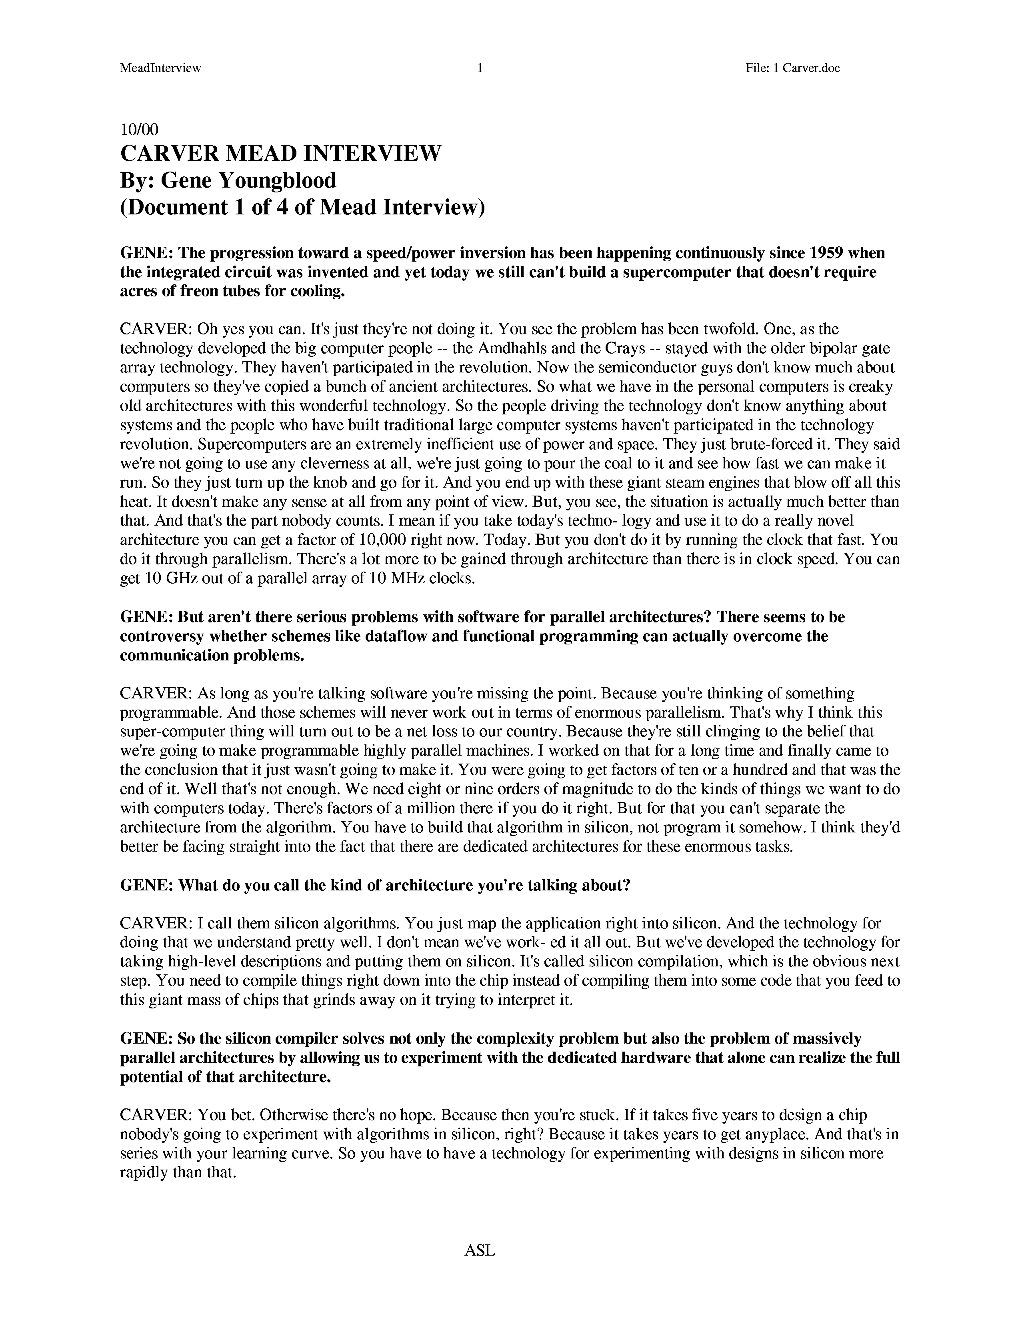 MeadInterview 1 File: 1 Carver.doc
10/00
CARVER MEAD INTERVIEW
By: Gene Youngblood
(Document 1 of 4 of Mead Interview)
GENE: The progression toward a speed/power inversion has been happening continuously since 1959 when
the integrated circuit was invented and yet today we still can't build a supercomputer that doesn't require
acres of freon tubes for cooling.
CARVER: Oh yes you can. It's just they're not doing it. You see the problem has been twofold. One, as the
technology developed the big computer people -- the Amdhahls and the Crays -- stayed with the older bipolar gate
array technology. They haven't participated in the revolution. Now the semiconductor guys don't know much about
computers so they've copied a bunch of ancient architectures. So what we have in the personal computers is creaky
old architectures with this wonderful technology. So the people driving the technology don't know anything about
systems and the people who have built traditional large computer systems haven't participated in the technology
revolution. Supercomputers are an extremely inefficient use of power and space. They just brute-forced it. They said
we're not going to use any cleverness at all, we're just going to pour the coal to it and see how fast we can make it
run. So they just turn up the knob and go for it. And you end up with these giant steam engines that blow off all this
heat. It doesn't make any sense at all from any point of view. But, you see, the situation is actually much better than
that. And that's the part nobody counts. I mean if you take today's techno- logy and use it to do a really novel
architecture you can get a factor of 10,000 right now. Today. But you don't do it by running the clock that fast. You
do it through parallelism. There's a lot more to be gained through architecture than there is in clock speed. You can
get 10 GHz out of a parallel array of 10 MHz clocks.
GENE: But aren't there serious problems with software for parallel architectures? There seems to be
controversy whether schemes like dataflow and functional programming can actually overcome the
communication problems.
CARVER: As long as you're talking software you're missing the point. Because you're thinking of something
programmable. And those schemes will never work out in terms of enormous parallelism. That's why I think this
super-computer thing will turn out to be a net loss to our country. Because they're still clinging to the belief that
we're going to make programmable highly parallel machines. I worked on that for a long time and finally came to
the conclusion that it just wasn't going to make it. You were going to get factors of ten or a hundred and that was the
end of it. Well that's not enough. We need eight or nine orders of magnitude to do the kinds of things we want to do
with computers today. There's factors of a million there if you do it right. But for that you can't separate the
architecture from the algorithm. You have to build that algorithm in silicon, not program it somehow. I think they'd
better be facing straight into the fact that there are dedicated architectures for these enormous tasks.
GENE: What do you call the kind of architecture you're talking about?
CARVER: I call them silicon algorithms. You just map the application right into silicon. And the technology for
doing that we understand pretty well. I don't mean we've work- ed it all out. But we've developed the technology for
taking high-level descriptions and putting them on silicon. It's called silicon compilation, which is the obvious next
step. You need to compile things right down into the chip instead of compiling them into some code that you feed to
this giant mass of chips that grinds away on it trying to interpret it.
GENE: So the silicon compiler solves not only the complexity problem but also the problem of massively
parallel architectures by allowing us to experiment with the dedicated hardware that alone can realize the full
potential of that architecture.
CARVER: You bet. Otherwise there's no hope. Because then you're stuck. If it takes five years to design a chip
nobody's going to experiment with algorithms in silicon, right? Because it takes years to get anyplace. And that's in
series with your learning curve. So you have to have a technology for experimenting with designs in silicon more
rapidly than that.
ASL